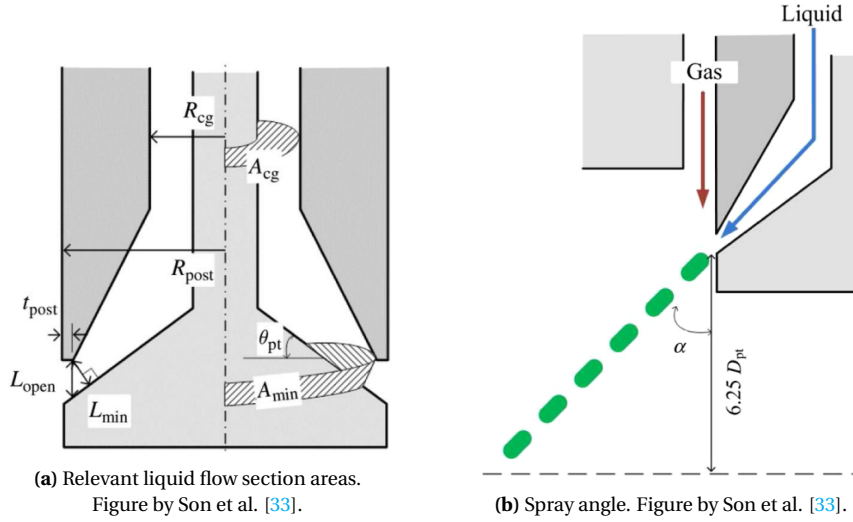 R_cg
A_cg
R_post
t_post
θ_pt
L_open
A_min
L_min
(a) Relevant liquid flow section areas.
Figure by Son et al. [33].
Liquid
Gas
α
6.25 D_pt
(b) Spray angle. Figure by Son et al. [33].